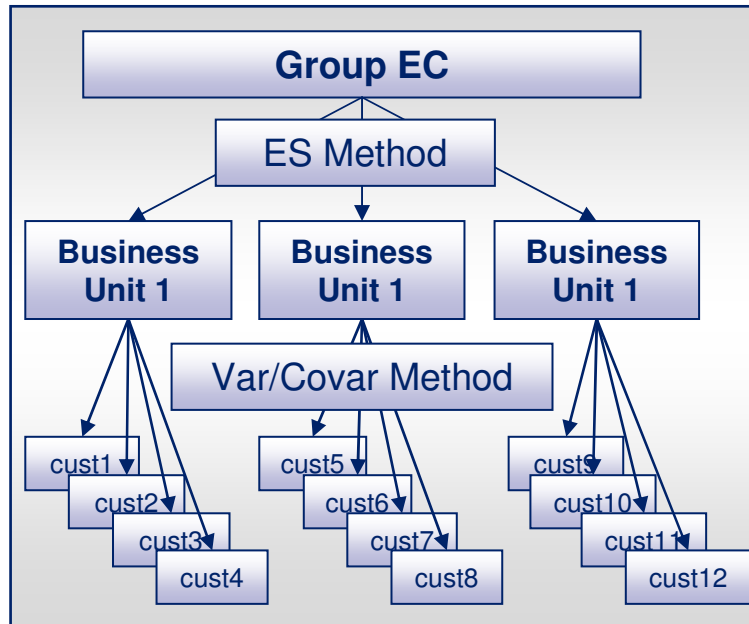 Group EC
ES Method
Business
Unit 1
Business
Unit 1
Business
Unit 1
Var/Covar Method
cust1
cust2
cust3
cust4
cust5
cust6
cust7
cust8
cust9
cust10
cust11
cust12